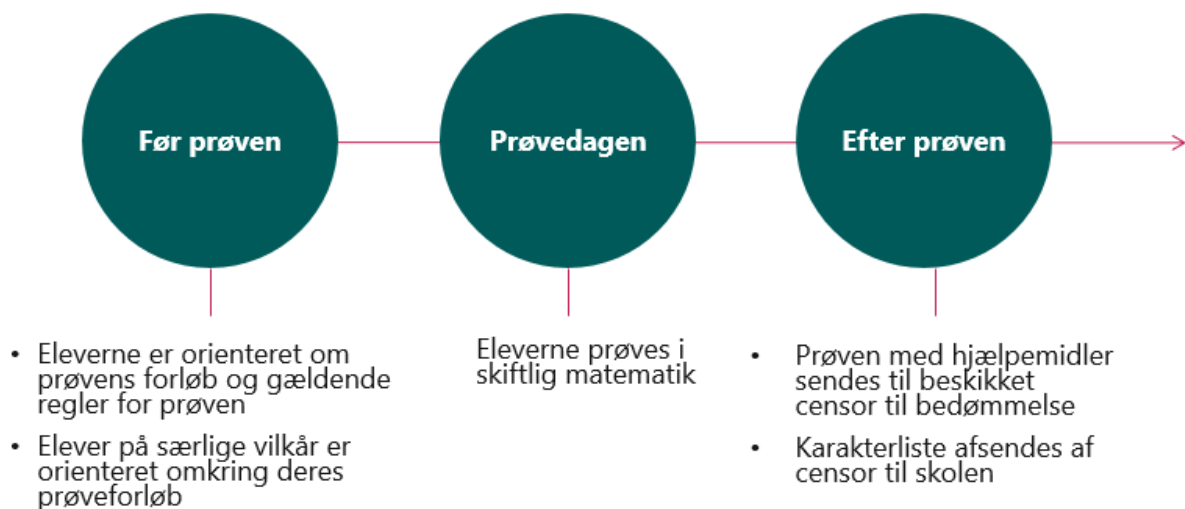 Før prøven
Prøvedagen
Efter prøven
• Eleverne er orienteret om
prøvens forløb og gældende
regler for prøven
• Elever på særlige vilkår er
orienteret omkring deres
prøveforløb
Eleverne prøves i
skiftlig matematik
• Prøven med hjælpemidler
sendes til beskikket
censor til bedømmelse
• Karakterliste afsendes af
censor til skolen